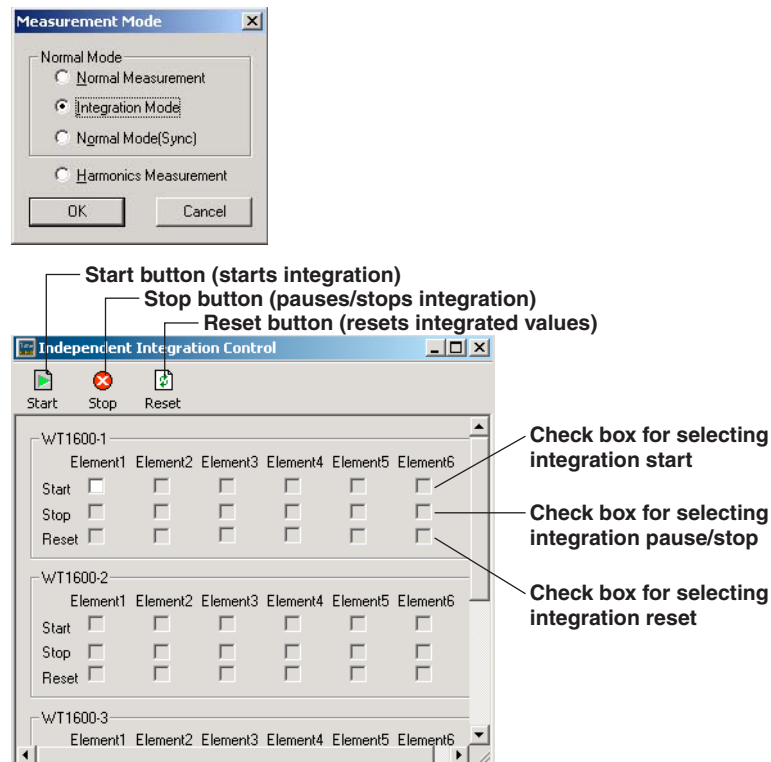 Measurement Mode
Normal Mode
Normal Measurement
Integration Mode
Normal Mode(Sync)
Harmonics Measurement
OK Cancel
Start button (starts integration)
Stop button (pauses/stops integration)
Reset button (resets integrated values)
Independent Integration Control
Start Stop Reset
WT1600-1
Element1 Element2 Element3 Element4 Element5 Element6
Start
Stop
Reset
Check box for selecting
integration start
Check box for selecting
integration pause/stop
Check box for selecting
integration reset
WT1600-2
Element1 Element2 Element3 Element4 Element5 Element6
Start
Stop
Reset
WT1600-3
Element1 Element2 Element3 Element4 Element5 Element6